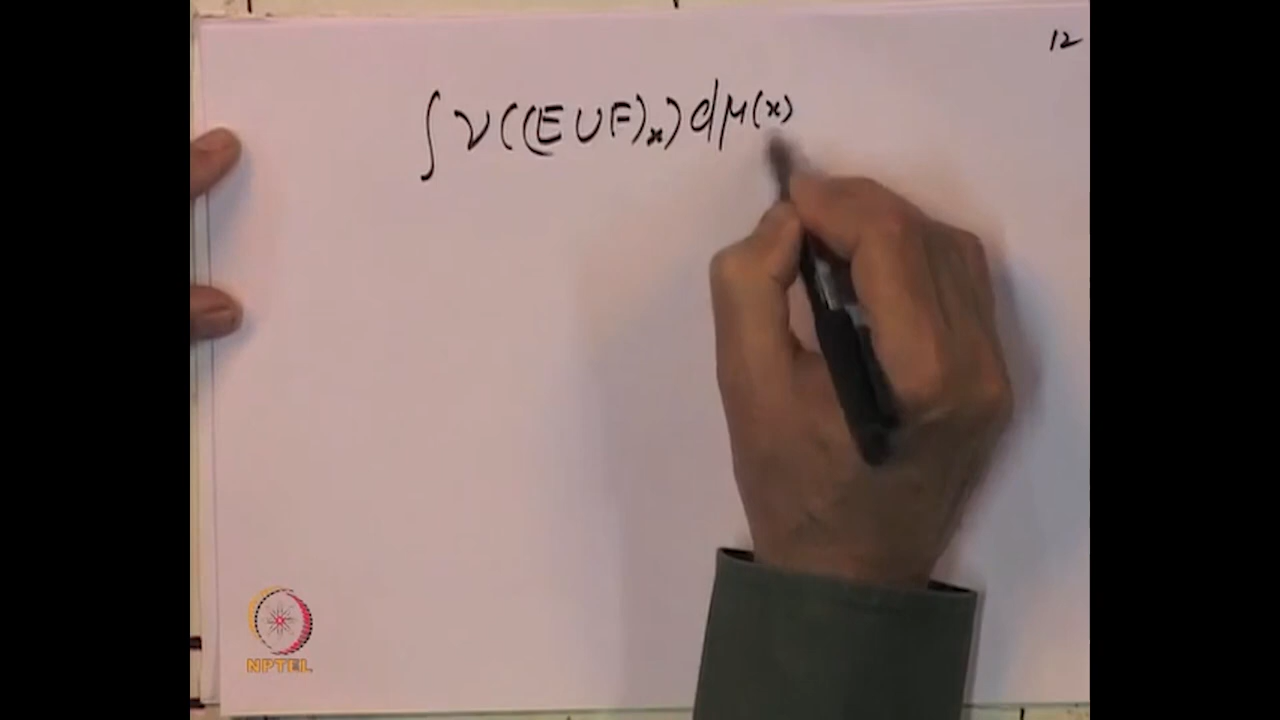 12
∫ ν((E ∪ F)ₓ) dμ(x)
NPTEL